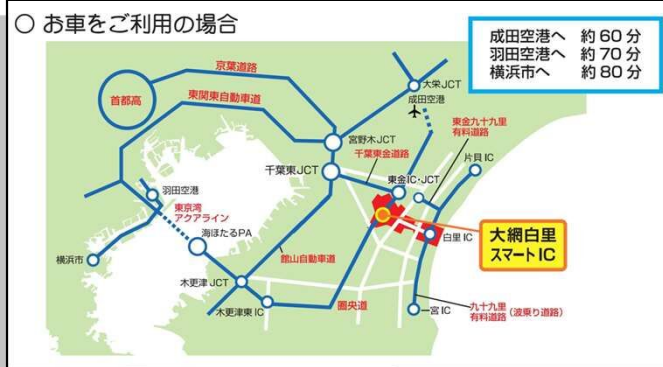 ○ お車をご利用の場合
成田空港へ 約60分
羽田空港へ 約70分
横浜市へ 約80分
京葉道路
首都高
東関東自動車道
大栄JCT
成田空港
東金九十九里
有料道路
宮野木JCT
千葉東金道路
片貝IC
千葉東JCT
東金IC・JCT
羽田空港
東京湾
アクアライン
海ほたるPA
大網白里
スマートIC
白里IC
横浜市
館山自動車道
木更津JCT
木更津東IC
圏央道
一宮IC
九十九里
有料道路(波乗り道路)